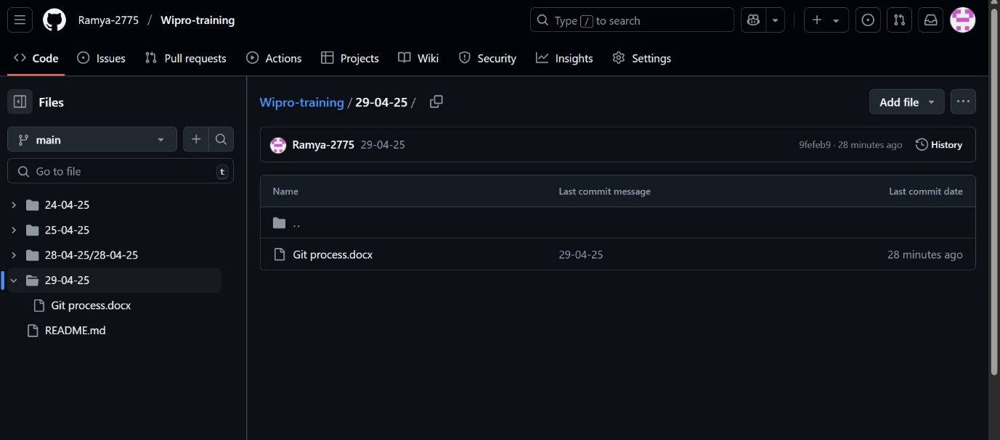 Ramya-2775 / Wipro-training
Type / to search
Code Issues Pull requests Actions Projects Wiki Security Insights Settings
Files
main
Go to file t
24-04-25
25-04-25
28-04-25/28-04-25
29-04-25
Git process.docx
README.md
Wipro-training / 29-04-25 /
Add file
Ramya-2775 29-04-25 9fefeb9 · 28 minutes ago History
Name Last commit message Last commit date
..
Git process.docx 29-04-25 28 minutes ago